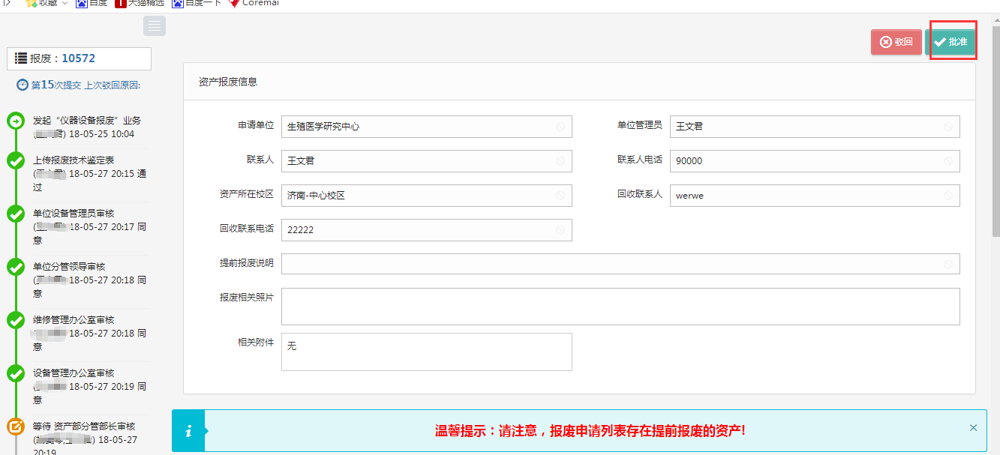 收藏 百度 天猫精选 百度一下 Coremai
驳回 批准
报废：10572
第15次提交 上次驳回原因:
发起“仪器设备报废”业务
君) 18-05-25 10:04
上传报废技术鉴定表
18-05-27 20:15 通
过
单位设备管理员审核
18-05-27 20:17 同
意
单位分管领导审核
18-05-27 20:18 同
意
维修管理办公室审核
18-05-27 20:18 同
意
设备管理办公室审核
18-05-27 20:19 同
意
等待 资产部分管部长审核
) 18-05-27
20:19
资产报废信息
申请单位 生殖医学研究中心 单位管理员 王文君
联系人 王文君 联系人电话 90000
资产所在校区 济南-中心校区 回收联系人 werwe
回收联系电话 22222
提前报废说明
报废相关照片
相关附件 无
i 温馨提示：请注意，报废申请列表存在提前报废的资产! ×